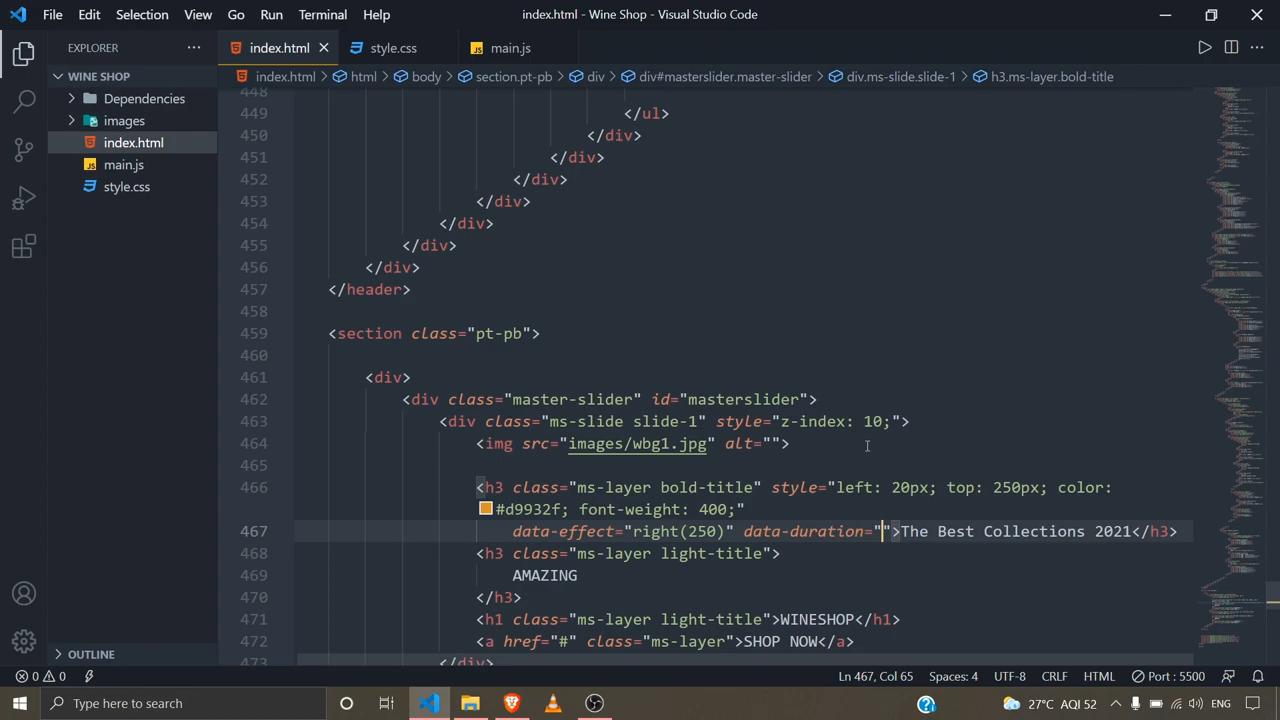 File Edit Selection View Go Run Terminal Help
index.html - Wine Shop - Visual Studio Code
EXPLORER
index.html
style.css
main.js
WINE SHOP
index.html
html
body
section.pt-pb
div
div#masterslider.master-slider
div.ms-slide.slide-1
h3.ms-layer.bold-title
Dependencies
images
index.html
main.js
style.css
448
449 </ul>
450 </div>
451 </div>
452 </div>
453 </div>
454 </div>
455 </div>
456 </div>
457 </header>
458
459 <section class="pt-pb">
460
461 <div>
462 <div class="master-slider" id="masterslider">
463 <div class="ms-slide slide-1" style="z-index: 10;">
464 <img src="images/wbg1.jpg" alt="">
465
466 <h3 class="ms-layer bold-title" style="left: 20px; top: 250px; color:
#d9932f; font-weight: 400;"
467 data-effect="right(250)" data-duration="">The Best Collections 2021</h3>
468 <h3 class="ms-layer light-title">
469 AMAZING
470 </h3>
471 <h1 class="ms-layer light-title">WINESHOP</h1>
472 <a href="#" class="ms-layer">SHOP NOW</a>
473 </div>
OUTLINE
0 0
Ln 467, Col 65 Spaces: 4 UTF-8 CRLF HTML Port : 5500
Type here to search
27°C AQI 52
ENG